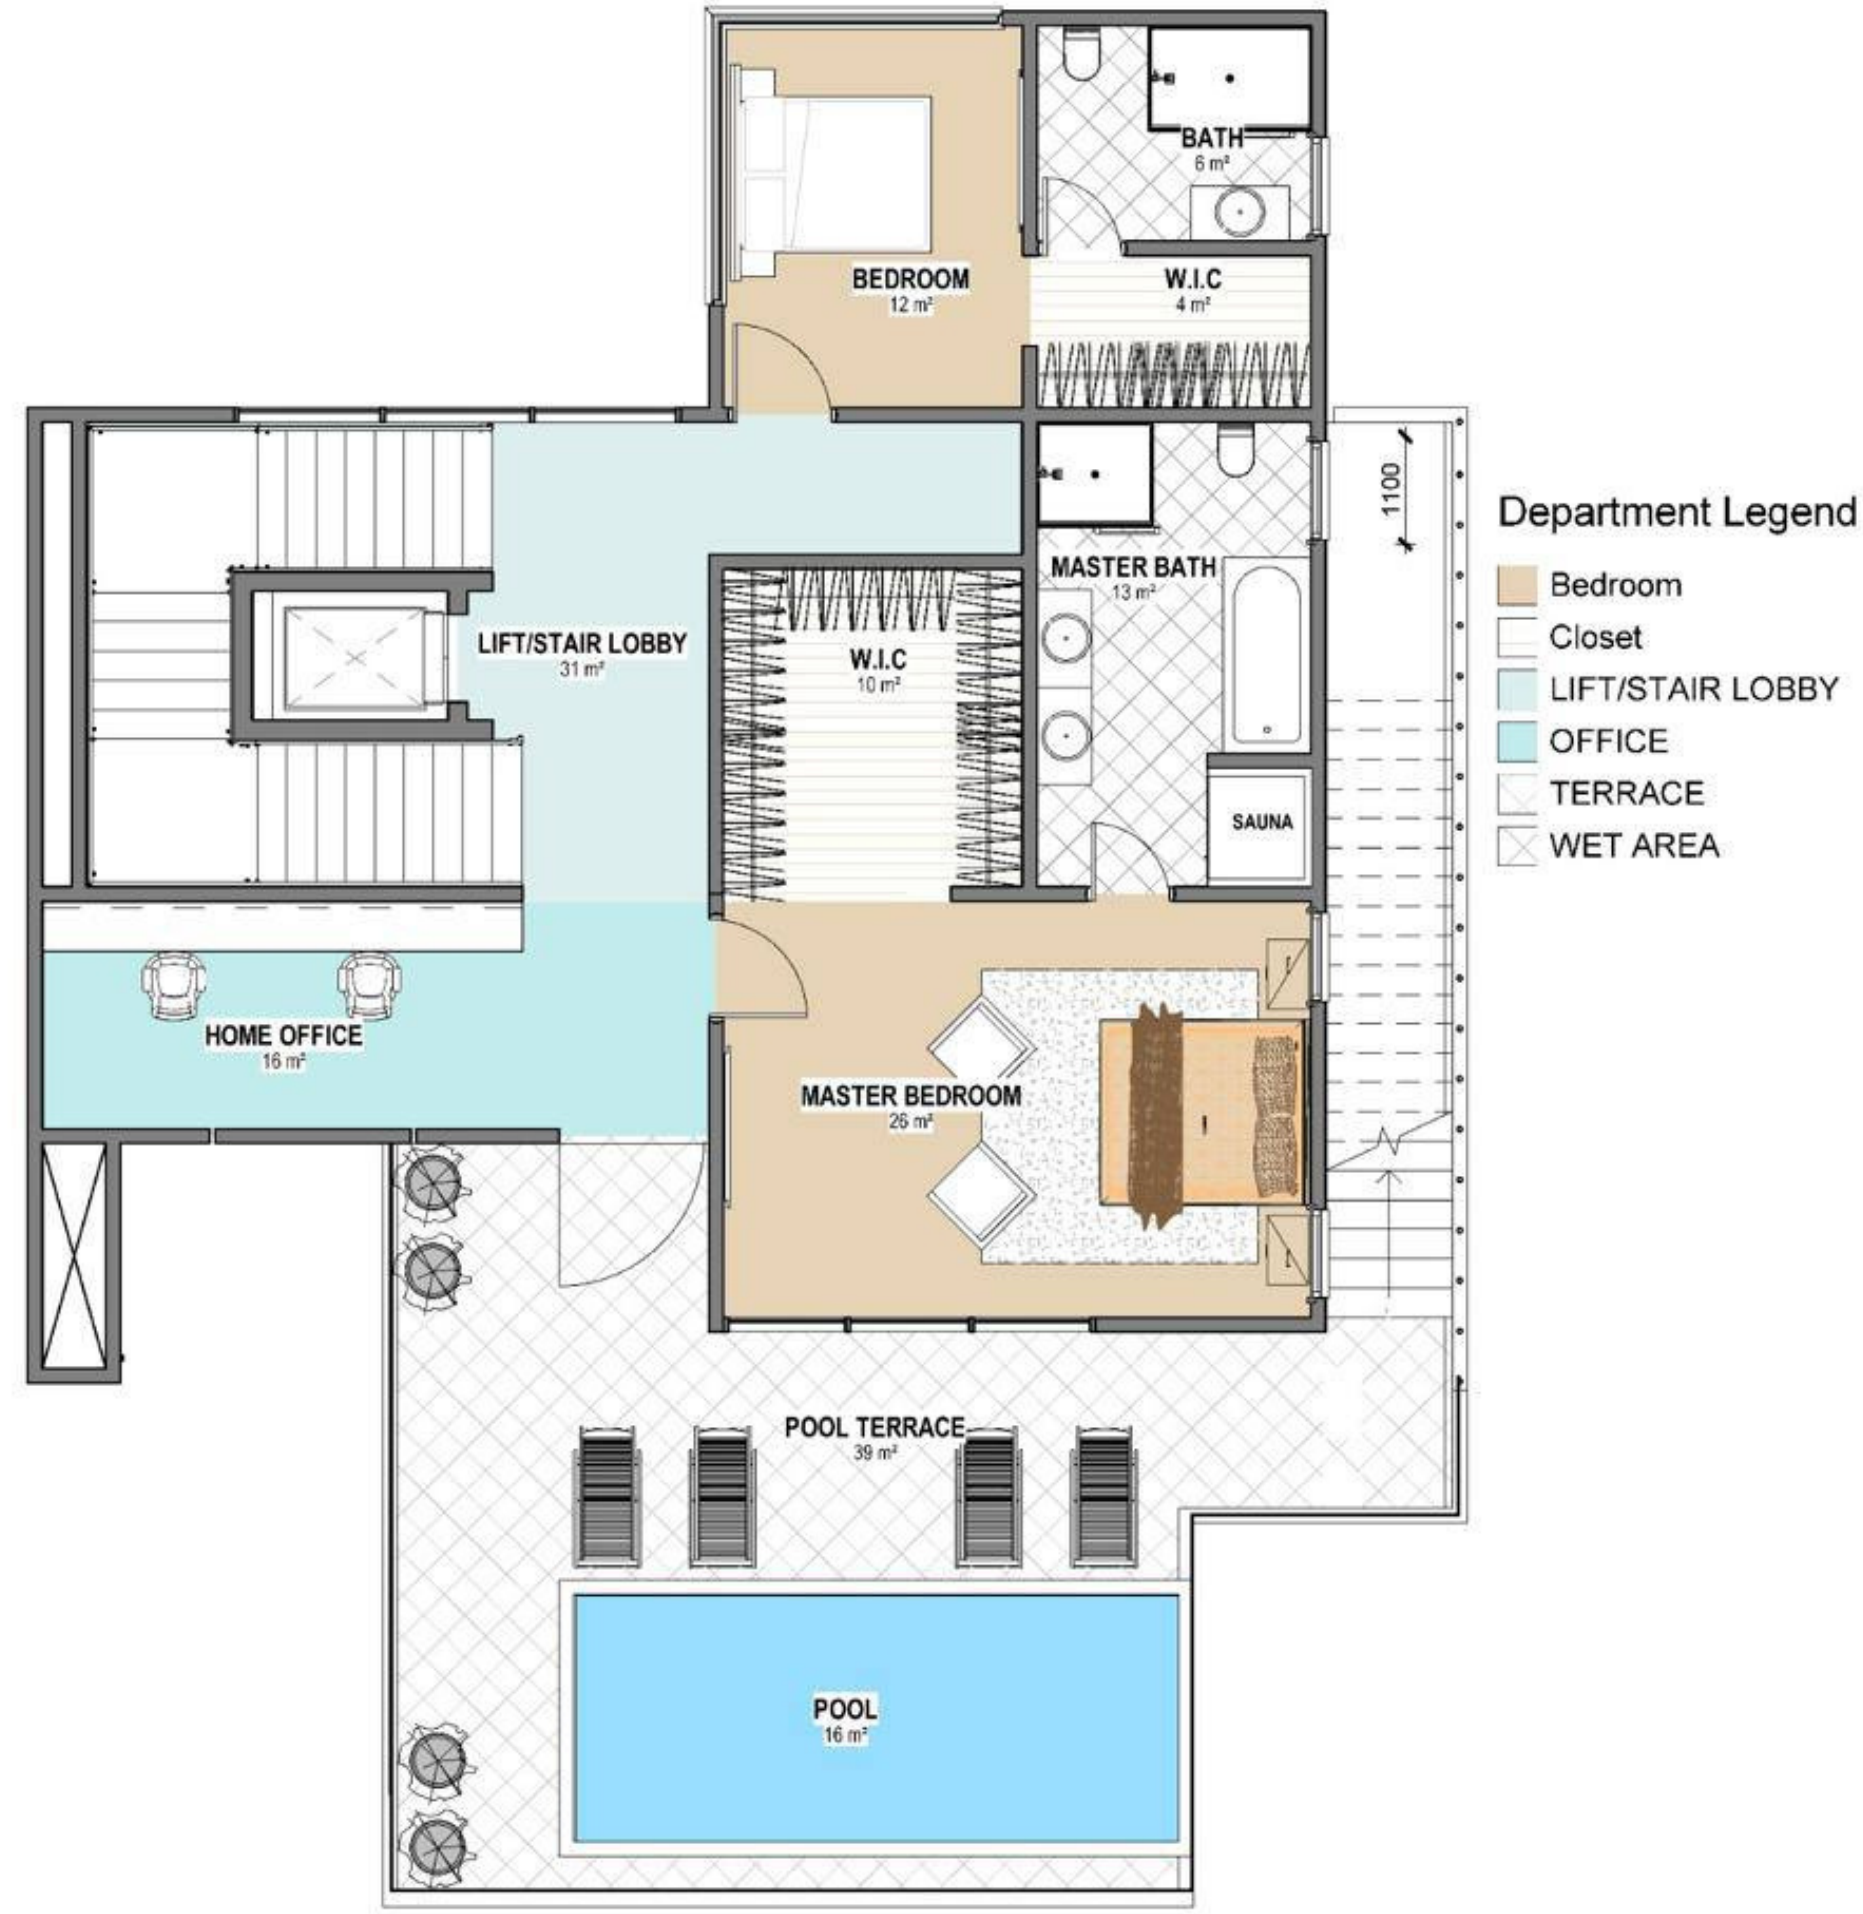 BATH
6 m²
BEDROOM
12 m²
W.I.C
4 m²
1100
Department Legend
Bedroom
Closet
LIFT/STAIR LOBBY
OFFICE
TERRACE
WET AREA
MASTER BATH
13 m²
LIFT/STAIR LOBBY
31 m²
W.I.C
10 m²
SAUNA
HOME OFFICE
16 m²
MASTER BEDROOM
26 m²
POOL TERRACE
39 m²
POOL
16 m²